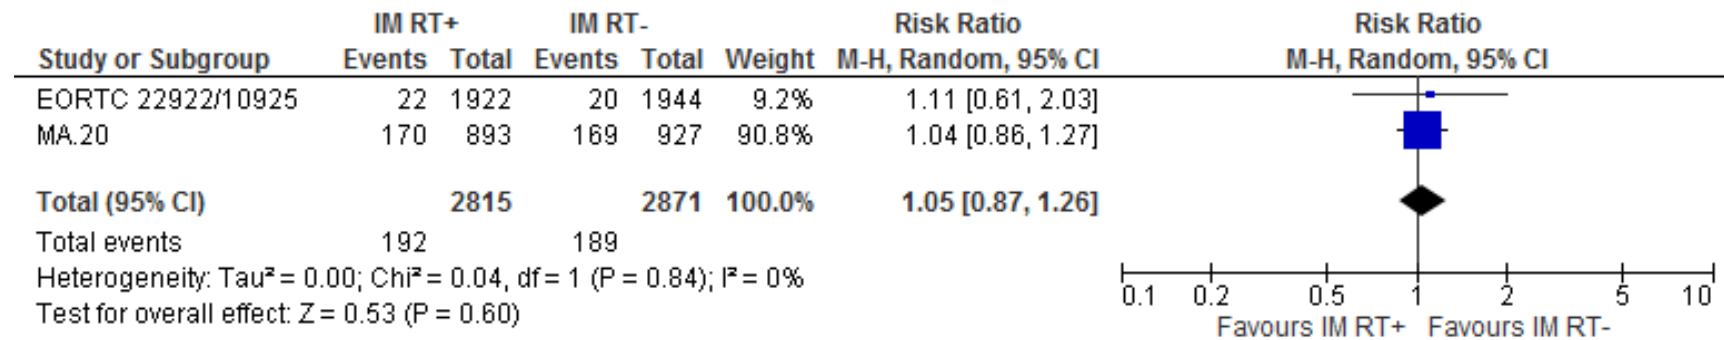 IM RT+ IM RT- Risk Ratio Risk Ratio
Study or Subgroup Events Total Events Total Weight M-H, Random, 95% CI M-H, Random, 95% CI
EORTC 22922/10925 22 1922 20 1944 9.2% 1.11 [0.61, 2.03]
MA.20 170 893 169 927 90.8% 1.04 [0.86, 1.27]
Total (95% CI) 2815 2871 100.0% 1.05 [0.87, 1.26]
Total events 192 189
Heterogeneity: Tau² = 0.00; Chi² = 0.04, df = 1 (P = 0.84); I² = 0%
Test for overall effect: Z = 0.53 (P = 0.60)
0.1 0.2 0.5 1 2 5 10
Favours IM RT+ Favours IM RT-